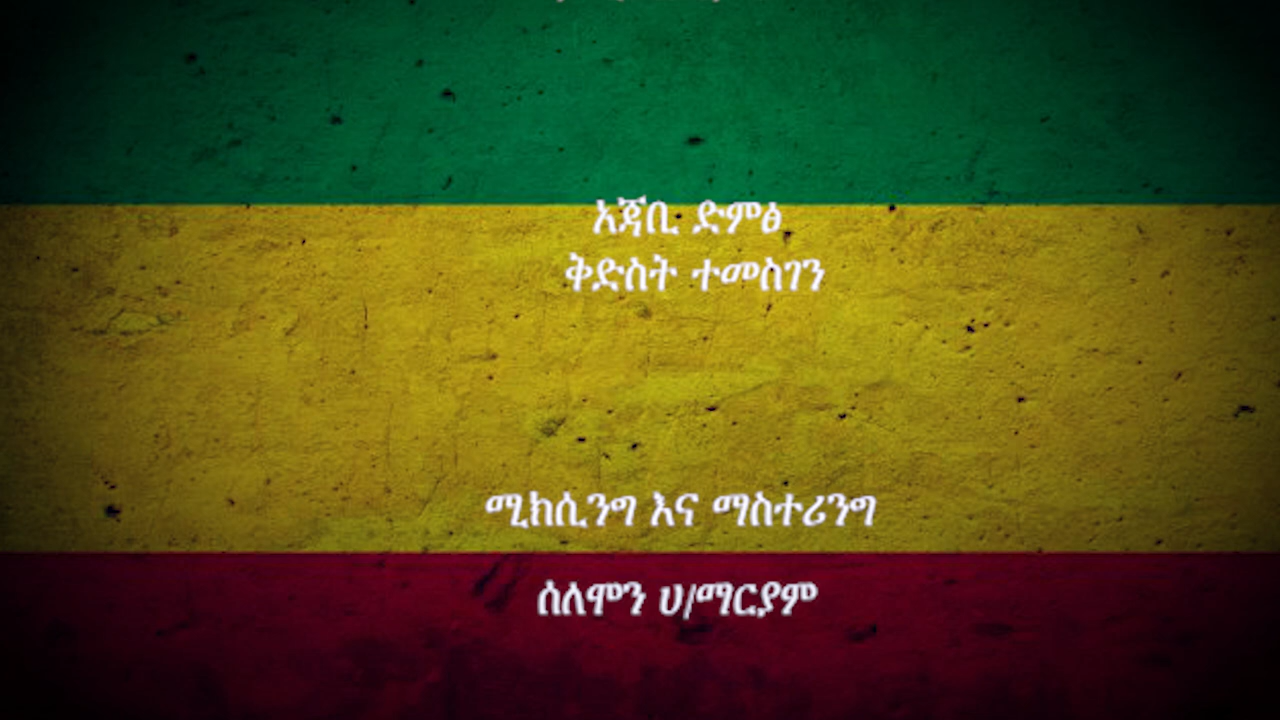 አጃቢ ድምፅ
ቅድስት ተመስገን
ሚክሲንግ እና ማስተሪንግ
ሰለሞን ሀ/ማርያም